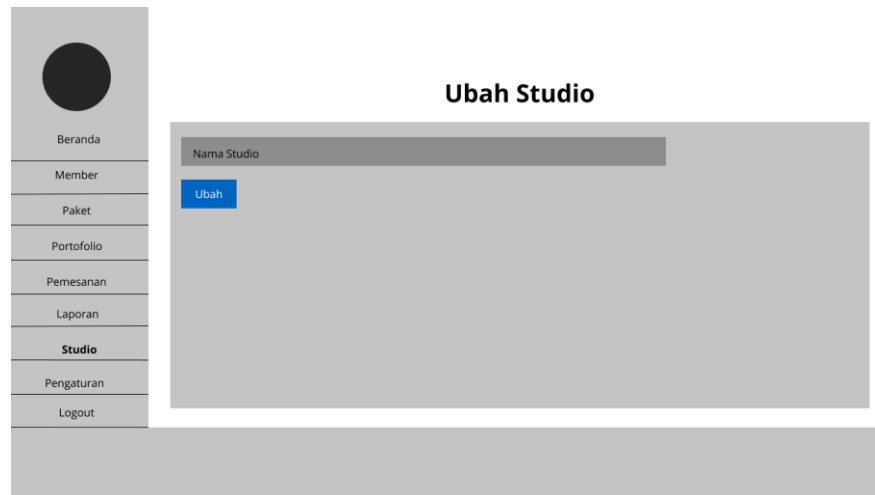 Ubah Studio
Beranda
Member
Paket
Portofolio
Pemesanan
Laporan
Studio
Pengaturan
Logout
Nama Studio
Ubah